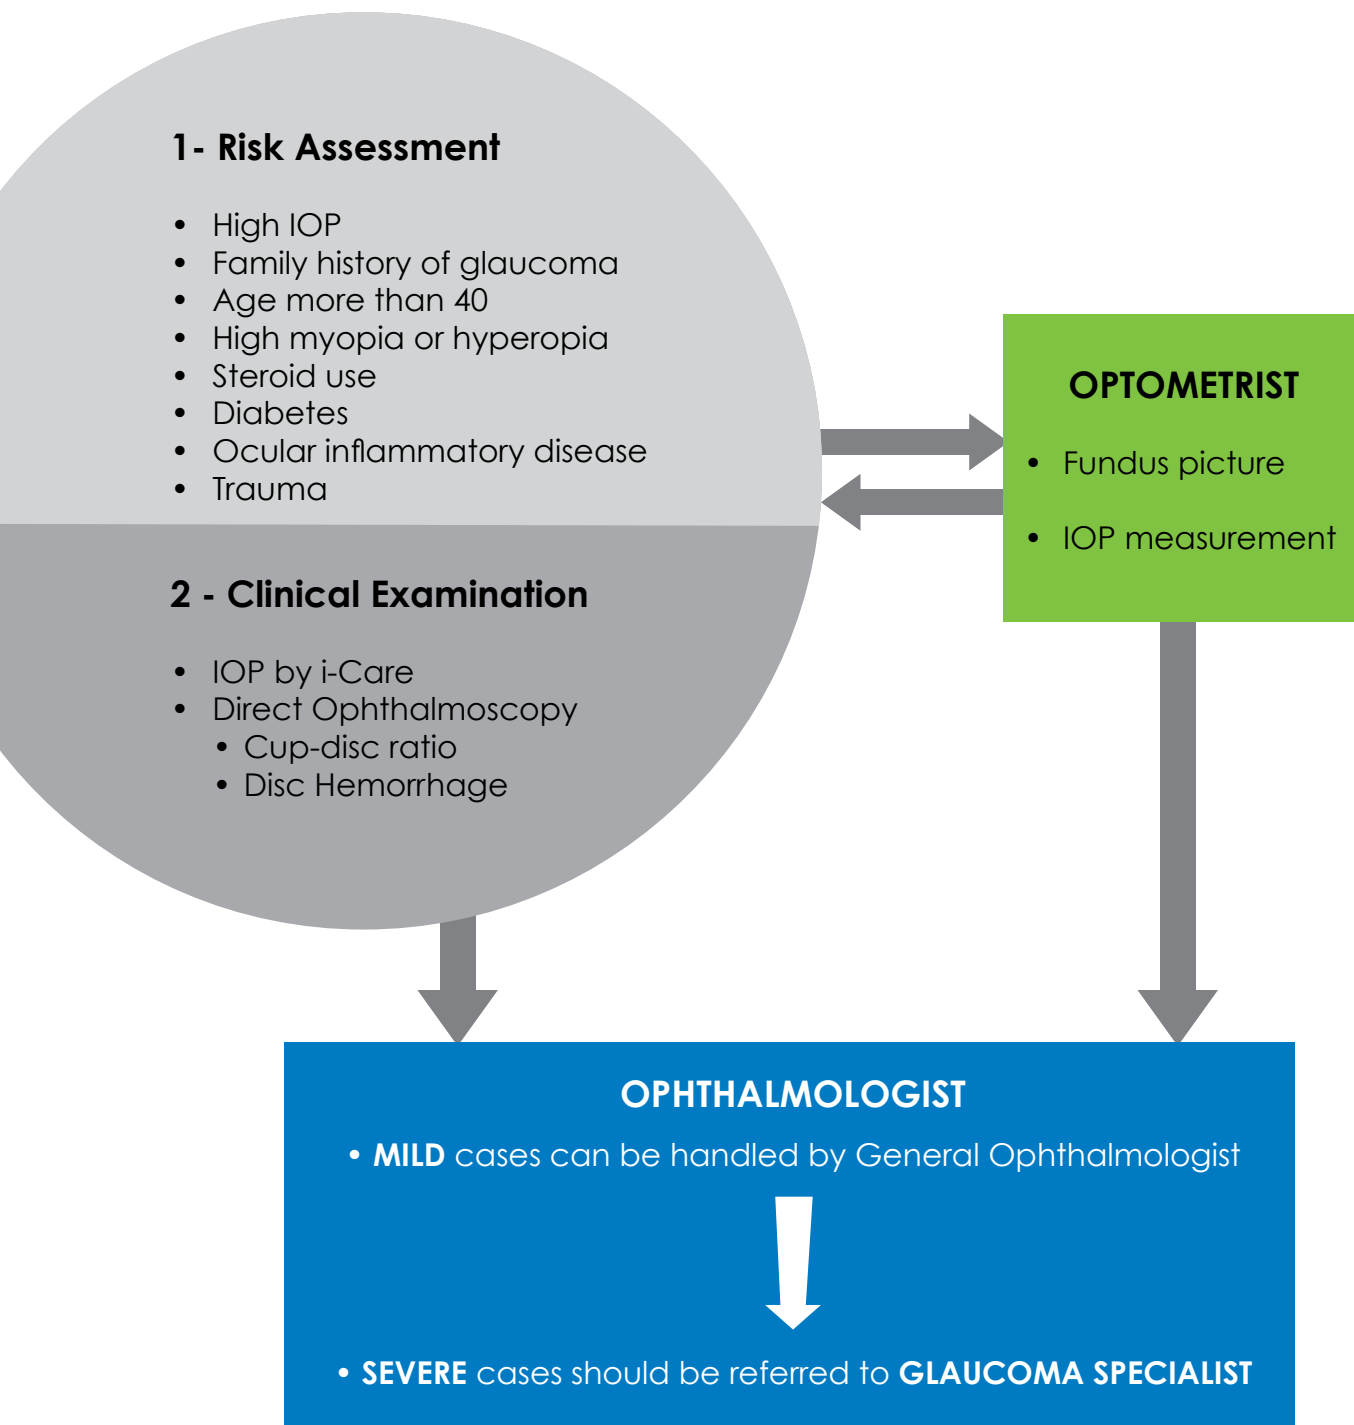 1- Risk Assessment
• High IOP
• Family history of glaucoma
• Age more than 40
• High myopia or hyperopia
• Steroid use
• Diabetes
• Ocular inflammatory disease
• Trauma
2 - Clinical Examination
• IOP by i-Care
• Direct Ophthalmoscopy
• Cup-disc ratio
• Disc Hemorrhage
OPTOMETRIST
• Fundus picture
• IOP measurement
OPHTHALMOLOGIST
• MILD cases can be handled by General Ophthalmologist
• SEVERE cases should be referred to GLAUCOMA SPECIALIST